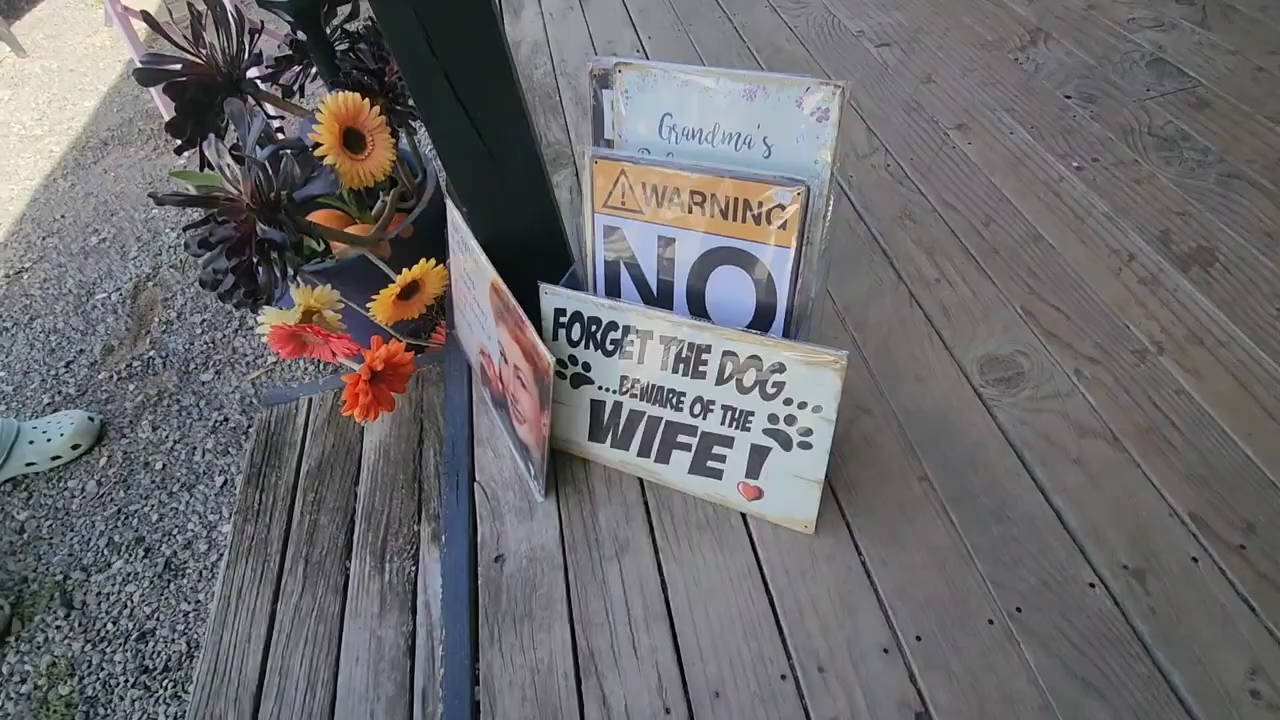 Grandma's
WARNING
NO
FORGET THE DOG...
...BEWARE OF THE
WIFE!